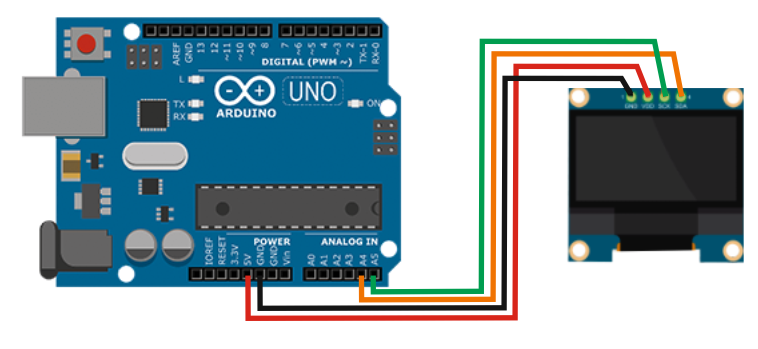 AREF
GND
13
12
~11
~10
~9
8
7
~6
~5
4
~3
2
TX-1
RX-0
DIGITAL (PWM ~)
L
TX
RX
UNO
ON
ARDUINO
GND VDD SCK SDA
POWER
ANALOG IN
IOREF
RESET
3.3V
5V
GND
GND
Vin
A0
A1
A2
A3
A4
A5